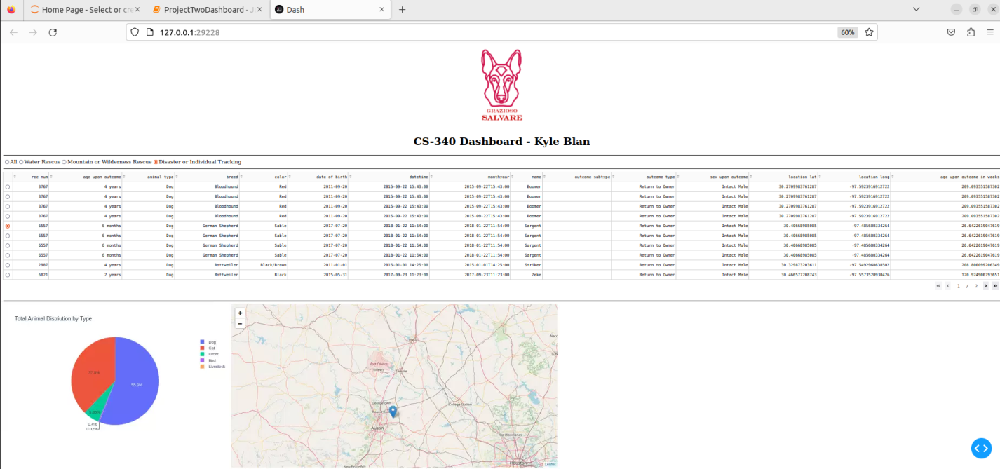 Home Page - Select or cre
ProjectTwoDashboard - J
Dash
127.0.0.1:29228
60%
GRAZIOSO
SALVARE
CS-340 Dashboard - Kyle Blan
All Water Rescue Mountain or Wilderness Rescue Disaster or Individual Tracking
rec_num age_upon_outcome animal_type breed color date_of_birth datetime monthyear name outcome_subtype outcome_type sex_upon_outcome location_lat location_long age_upon_outcome_in_weeks
3767 4 years Dog Bloodhound Red 2011-09-20 2015-09-22 15:43:00 2015-09-22T15:43:00 Boomer Return to Owner Intact Male 30.2709983761287 -97.5923916912722 209.093551587302
3767 4 years Dog Bloodhound Red 2011-09-20 2015-09-22 15:43:00 2015-09-22T15:43:00 Boomer Return to Owner Intact Male 30.2709983761287 -97.5923916912722 209.093551587302
3767 4 years Dog Bloodhound Red 2011-09-20 2015-09-22 15:43:00 2015-09-22T15:43:00 Boomer Return to Owner Intact Male 30.2709983761287 -97.5923916912722 209.093551587302
3767 4 years Dog Bloodhound Red 2011-09-20 2015-09-22 15:43:00 2015-09-22T15:43:00 Boomer Return to Owner Intact Male 30.2709983761287 -97.5923916912722 209.093551587302
6557 6 months Dog German Shepherd Sable 2017-07-20 2018-01-22 11:54:00 2018-01-22T11:54:00 Sargent Return to Owner Intact Male 30.40668985085 -97.485680334264 26.6422619047619
6557 6 months Dog German Shepherd Sable 2017-07-20 2018-01-22 11:54:00 2018-01-22T11:54:00 Sargent Return to Owner Intact Male 30.40668985085 -97.485680334264 26.6422619047619
6557 6 months Dog German Shepherd Sable 2017-07-20 2018-01-22 11:54:00 2018-01-22T11:54:00 Sargent Return to Owner Intact Male 30.40668985085 -97.485680334264 26.6422619047619
6557 6 months Dog German Shepherd Sable 2017-07-20 2018-01-22 11:54:00 2018-01-22T11:54:00 Sargent Return to Owner Intact Male 30.40668985085 -97.485680334264 26.6422619047619
2987 4 years Dog Rottweiler Black/Brown 2011-01-01 2015-01-01 14:25:00 2015-01-01T14:25:00 Striker Return to Owner Intact Male 30.329873203611 -97.5492968638502 208.800099206349
6021 2 years Dog Rottweiler Black 2015-05-31 2017-09-23 11:23:00 2017-09-23T11:23:00 Zeke Return to Owner Intact Male 30.466577208743 -97.5573520930426 120.924900793651
1 / 2
Total Animal Distriution by Type
Dog
Cat
Other
Bird
Livestock
55.9%
0.4%
0.02%
+
−
Waco
Fort Cavazos
Killeen
Temple
Georgetown
College Station
Austin
The Woodlands
Houston
Leaflet